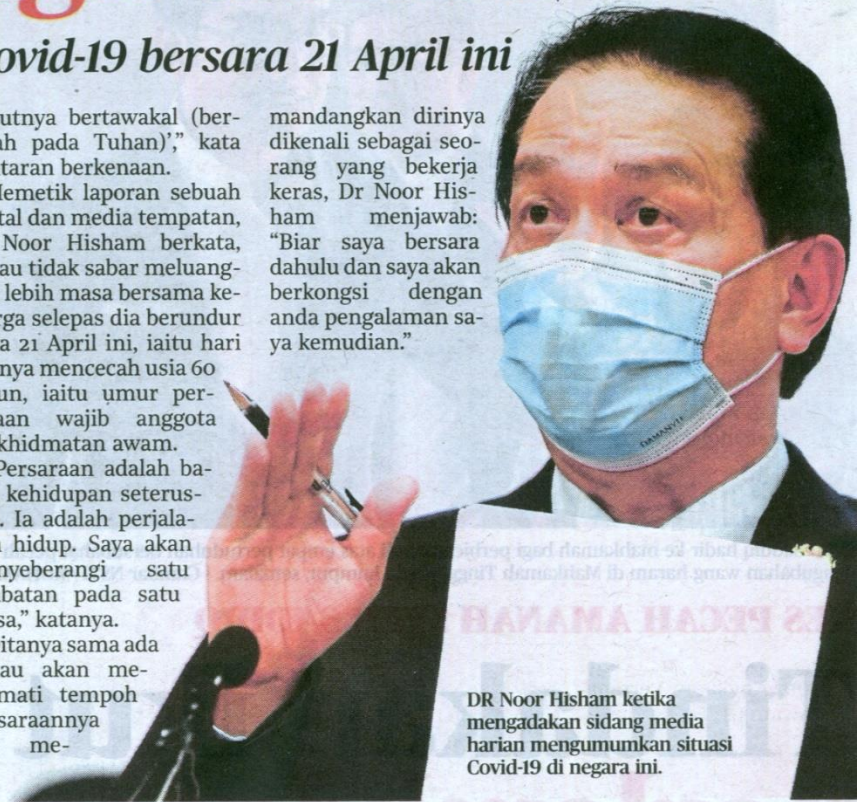 ovid-19 bersara 21 April ini
utnya bertawakal (ber-
ah pada Tuhan)’,” kata
taran berkenaan.
Memetik laporan sebuah
tal dan media tempatan,
Noor Hisham berkata,
au tidak sabar meluang-
lebih masa bersama ke-
rga selepas dia berundur
a 21 April ini, iaitu hari
nya mencecah usia 60
un, iaitu umur per-
aan wajib anggota
khidmatan awam.
Persaraan adalah ba-
kehidupan seterus-
. Ia adalah perjala-
n hidup. Saya akan
nyeberangi satu
batan pada satu
sa,” katanya.
itanya sama ada
au akan me-
mati tempoh
saraannya
me-
mandangkan dirinya
dikenali sebagai seo-
rang yang bekerja
keras, Dr Noor His-
ham menjawab:
“Biar saya bersara
dahulu dan saya akan
berkongsi dengan
anda pengalaman sa-
ya kemudian.”
DR Noor Hisham ketika
mengadakan sidang media
harian mengumumkan situasi
Covid-19 di negara ini.